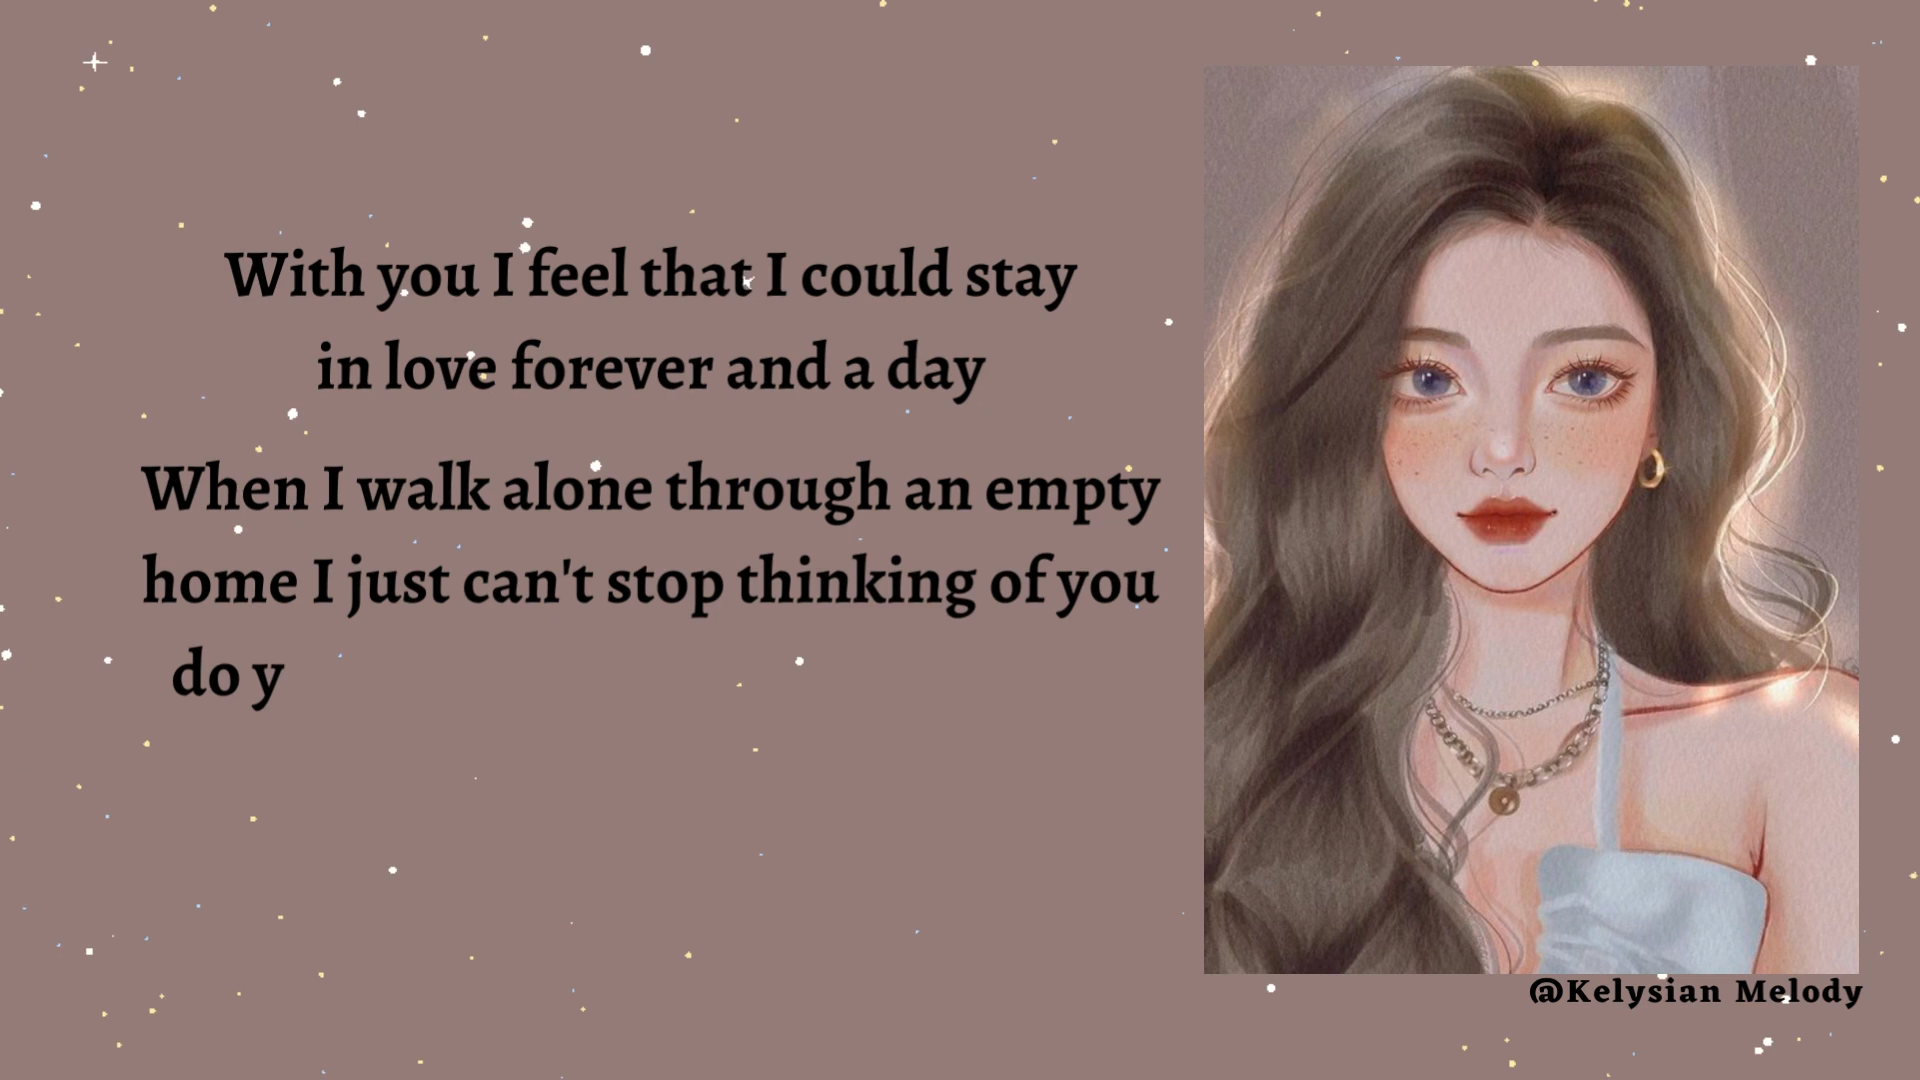 With you I feel that I could stay
in love forever and a day
When I walk alone through an empty
home I just can't stop thinking of you
do y
@Kelysian Melody